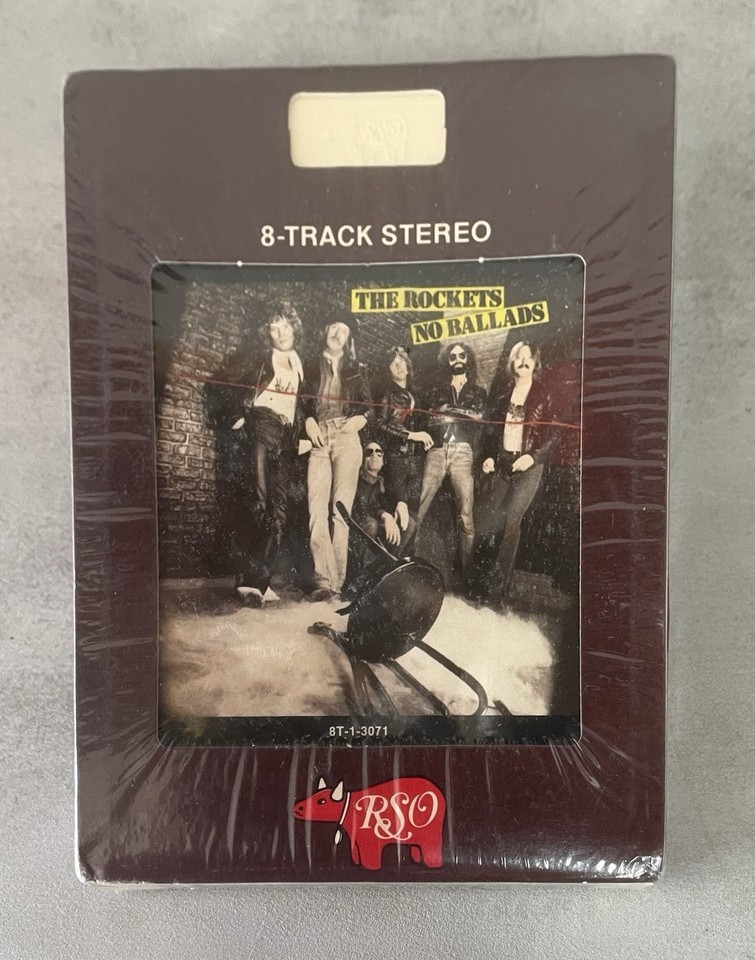 8-TRACK STEREO
THE ROCKETS
NO BALLADS
8T-1-3071
RSO